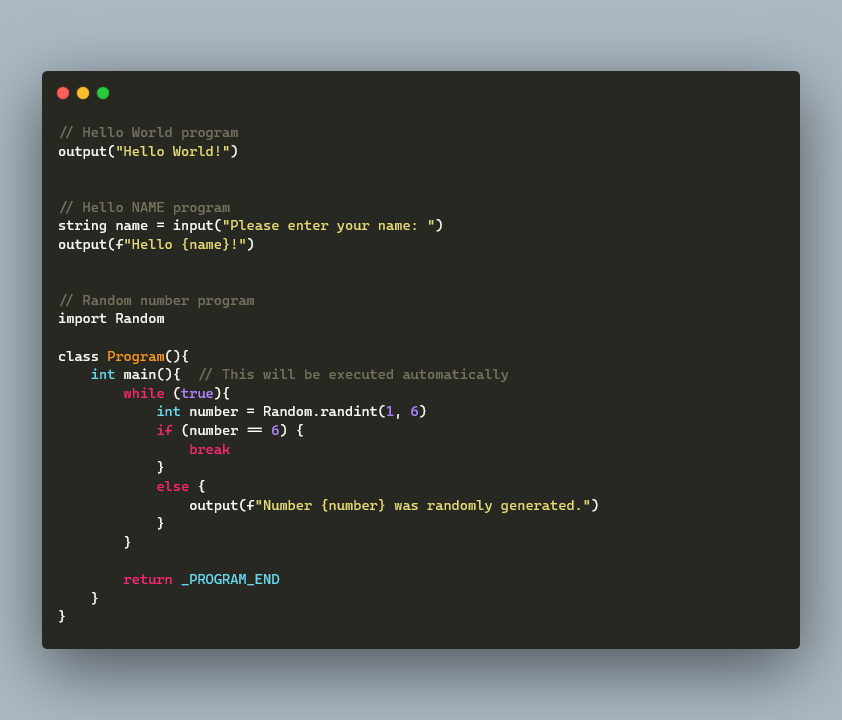 // Hello World program
output("Hello World!")
// Hello NAME program
string name = input("Please enter your name: ")
output(f"Hello {name}!")
// Random number program
import Random
class Program(){
    int main(){  // This will be executed automatically
        while (true){
            int number = Random.randint(1, 6)
            if (number == 6) {
                break
            }
            else {
                output(f"Number {number} was randomly generated.")
            }
        }
        return _PROGRAM_END
    }
}